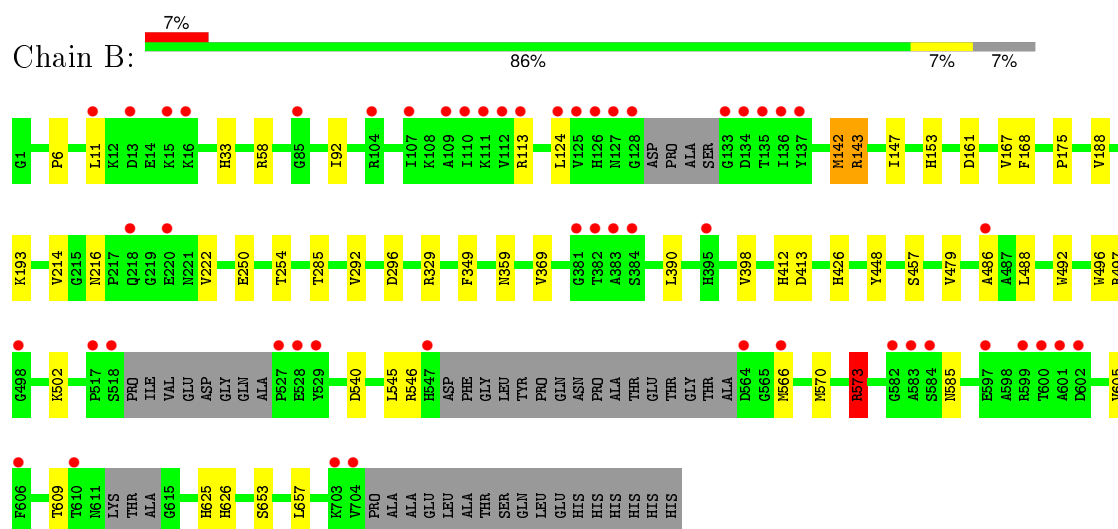 7%
Chain B:
86% 7% 7%
G1 P6 L11 K12 D13 E14 K15 K16 H33 R58 G85 I92 R104 I107 K108 A109 I110 K111 V112 R113 L124 V125 H126 N127 G128 ASP PRO ALA SER G133 D134 T135 I136 Y137 M142 R143 I147 H153 D161 V167 F168 P175 V188
K193 V214 G215 N216 P217 Q218 G219 E220 N221 V222 E250 T254 T285 V292 D296 R329 F349 N359 V369 G381 T382 A383 S384 L390 H395 V398 H412 D413 H426 Y448 S457 V479 A486 A487 L488 W492 W496 R497
G498 K502 P517 S518 PRO ILE VAL GLU ASP GLY GLN ALA P527 E528 Y529 D540 L545 R546 H547 ASP PHE GLY LEU TYR PRO GLN ASN PRO ALA THR GLU THR GLY THR ALA D564 G565 M566 M570 R573 G582 A583 S584 N585 E597 A598 R599 T600 A601 D602 V605
F606 T609 T610 N611 LYS THR ALA G615 H625 H626 S653 L657 K703 V704 PRO ALA ALA GLU LEU ALA THR SER GLN LEU GLU HIS HIS HIS HIS HIS HIS